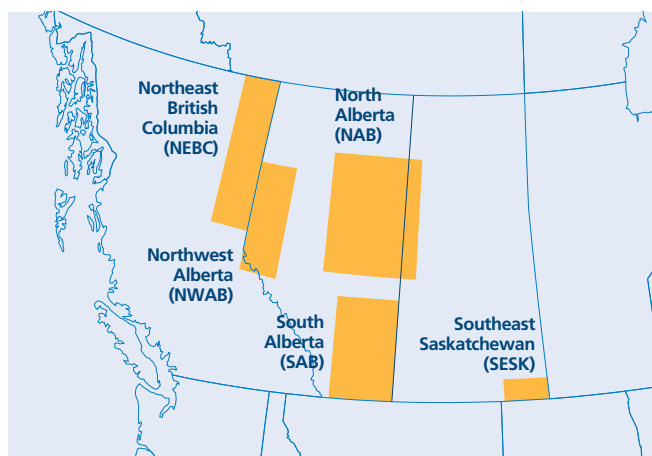 Northeast
British
Columbia
(NEBC)
North
Alberta
(NAB)
Northwest
Alberta
(NWAB)
South
Alberta
(SAB)
Southeast
Saskatchewan
(SESK)